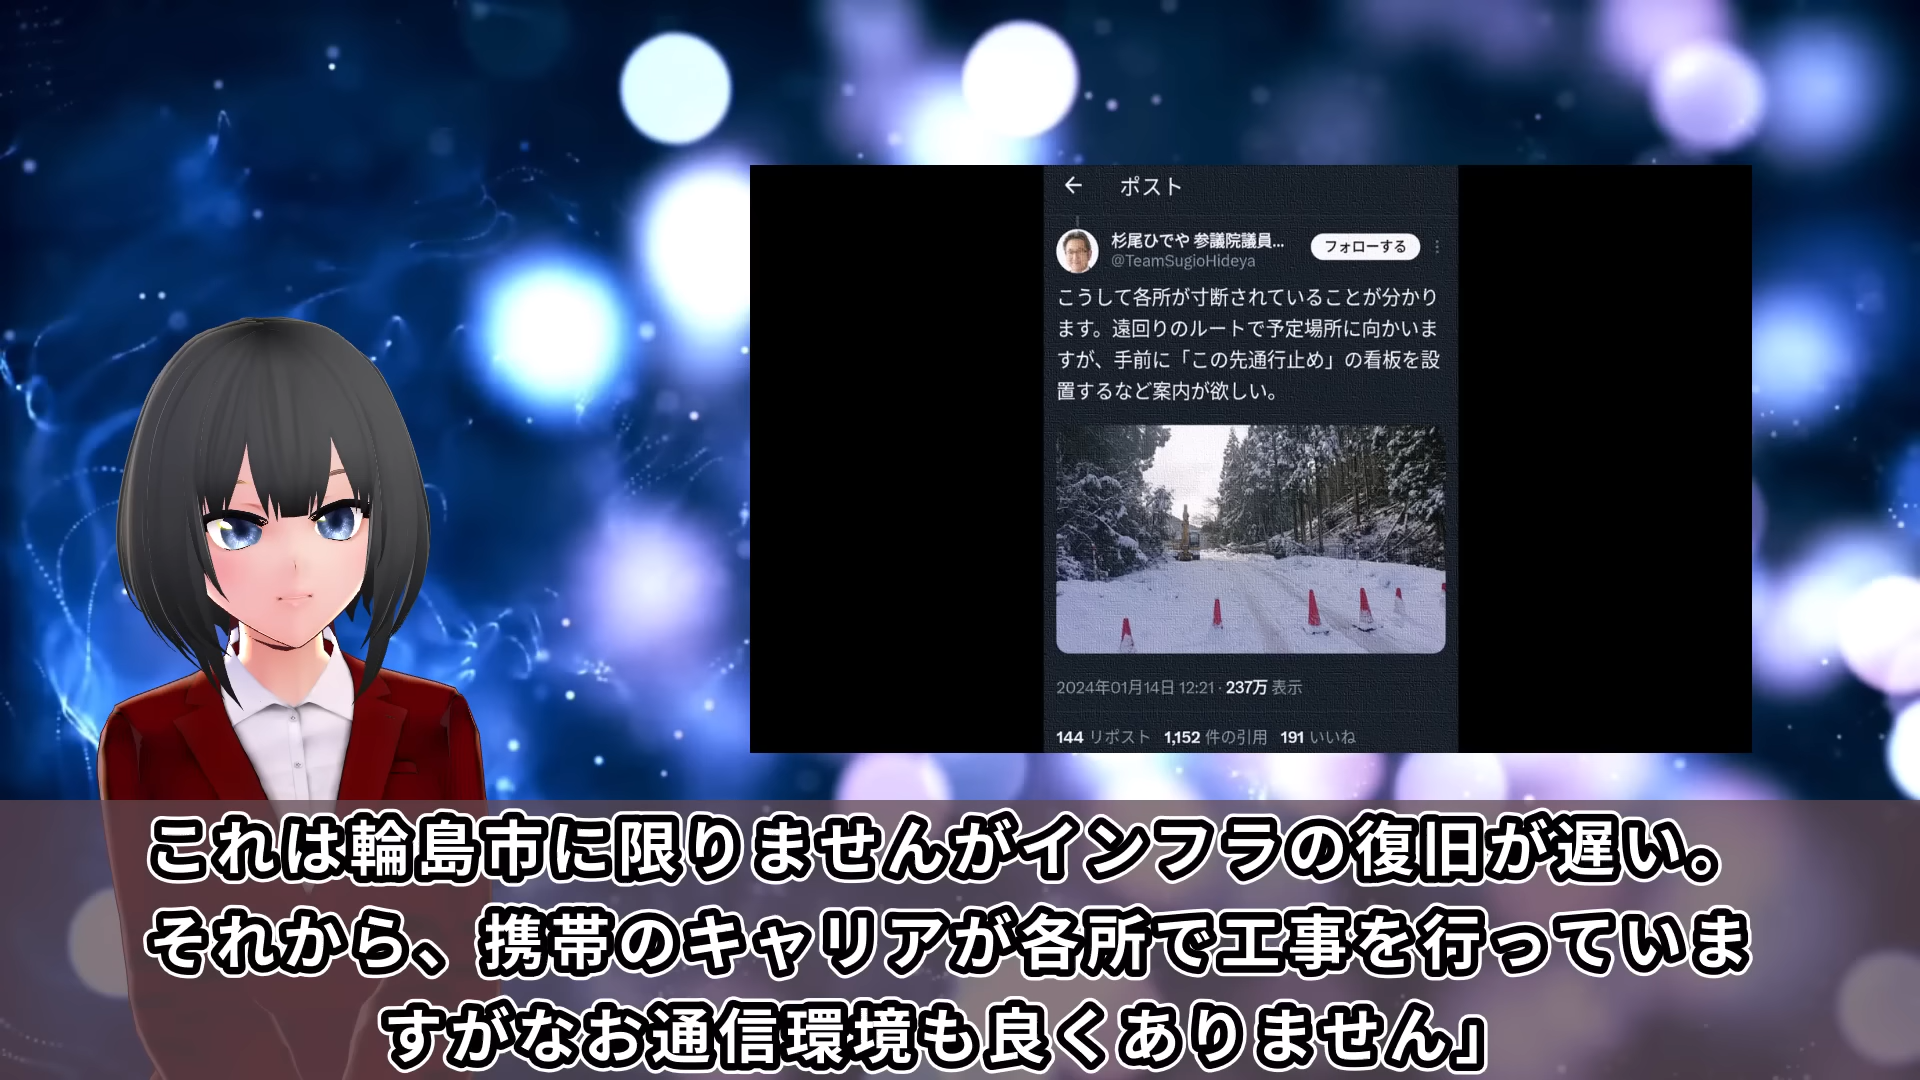 ← ポスト
杉尾ひでや 参議院議員...
フォローする
@TeamSugioHideya
こうして各所が寸断されていることが分かり
ます。遠回りのルートで予定場所に向かいま
すが、手前に「この先通行止め」の看板を設
置するなど案内が欲しい。
2024年01月14日 12:21 · 237万 表示
144 リポスト 1,152 件の引用 191 いいね
これは輪島市に限りませんがインフラの復旧が遅い。
それから、携帯のキャリアが各所で工事を行っていま
すがなお通信環境も良くありません」